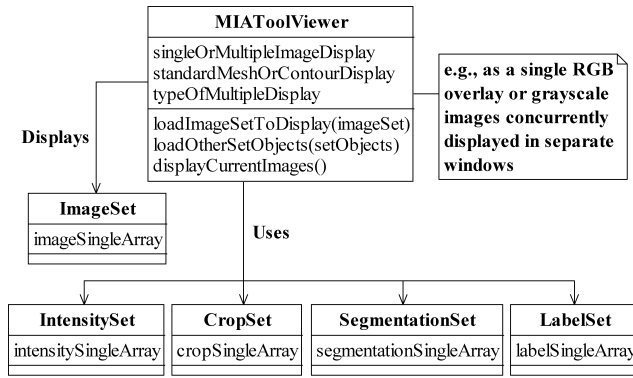 MIAToolViewer
singleOrMultipleImageDisplay
standardMeshOrContourDisplay
typeOfMultipleDisplay
loadImageSetToDisplay(imageSet)
loadOtherSetObjects(setObjects)
displayCurrentImages()
e.g., as a single RGB
overlay or grayscale
images concurrently
displayed in separate
windows
Displays
ImageSet
imageSingleArray
Uses
IntensitySet
intensitySingleArray
CropSet
cropSingleArray
SegmentationSet
segmentationSingleArray
LabelSet
labelSingleArray